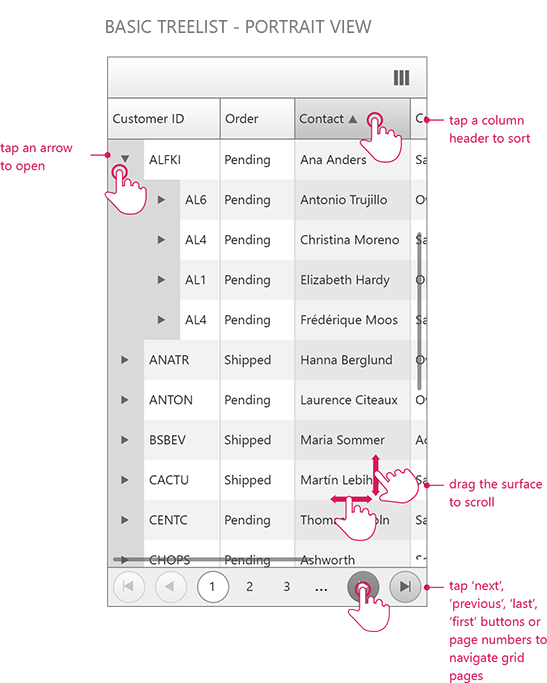 BASIC TREELIST - PORTRAIT VIEW
Customer ID Order Contact C
tap a column
header to sort
tap an arrow
to open
ALFKI Pending Ana Anders Sa
AL6 Pending Antonio Trujillo O
AL4 Pending Christina Moreno Sa
AL1 Pending Elizabeth Hardy O
AL4 Pending Frédérique Moos Sa
ANATR Shipped Hanna Berglund Ov
ANTON Pending Laurence Citeaux Ov
BSBEV Shipped Maria Sommer Ac
CACTU Shipped Martín Lebih Sa
drag the surface
to scroll
CENTC Pending Sa
CHOPS Pending Ashworth
1 2 3 ...
tap ‘next’,
‘previous’, ‘last’,
‘first’ buttons or
page numbers to
navigate grid
pages